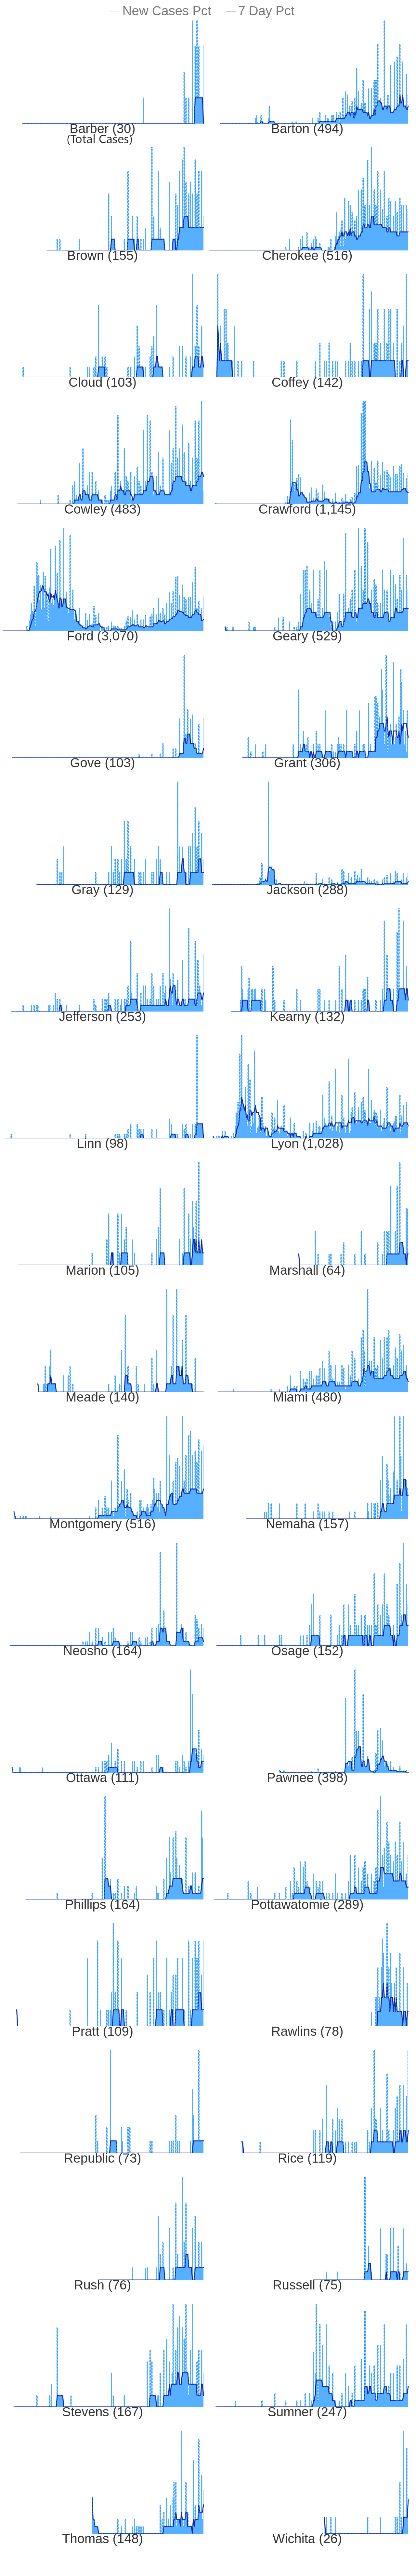 New Cases Pct 7 Day Pct
Barber (30) Barton (494)
(Total Cases)
Brown (155) Cherokee (516)
Cloud (103) Coffey (142)
Cowley (483) Crawford (1,145)
Ford (3,070) Geary (529)
Gove (103) Grant (306)
Gray (129) Jackson (288)
Jefferson (253) Kearny (132)
Linn (98) Lyon (1,028)
Marion (105) Marshall (64)
Meade (140) Miami (480)
Montgomery (516) Nemaha (157)
Neosho (164) Osage (152)
Ottawa (111) Pawnee (398)
Phillips (164) Pottawatomie (289)
Pratt (109) Rawlins (78)
Republic (73) Rice (119)
Rush (76) Russell (75)
Stevens (167) Sumner (247)
Thomas (148) Wichita (26)